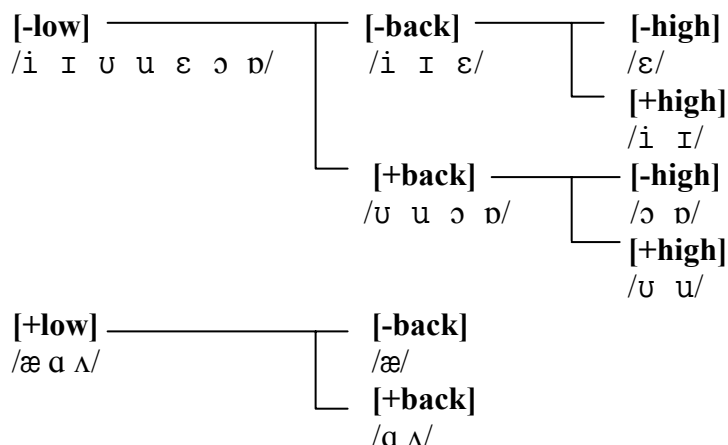 [-low] [-back] [-high]
/i ɪ ʊ u ɛ ɔ ɒ/ /i ɪ ɛ/ /ɛ/
[+high]
/i ɪ/
[+back] [-high]
/ʊ u ɔ ɒ/ /ɔ ɒ/
[+high]
/ʊ u/
[+low] [-back]
/æ ɑ ʌ/ /æ/
[+back]
/ɑ ʌ/